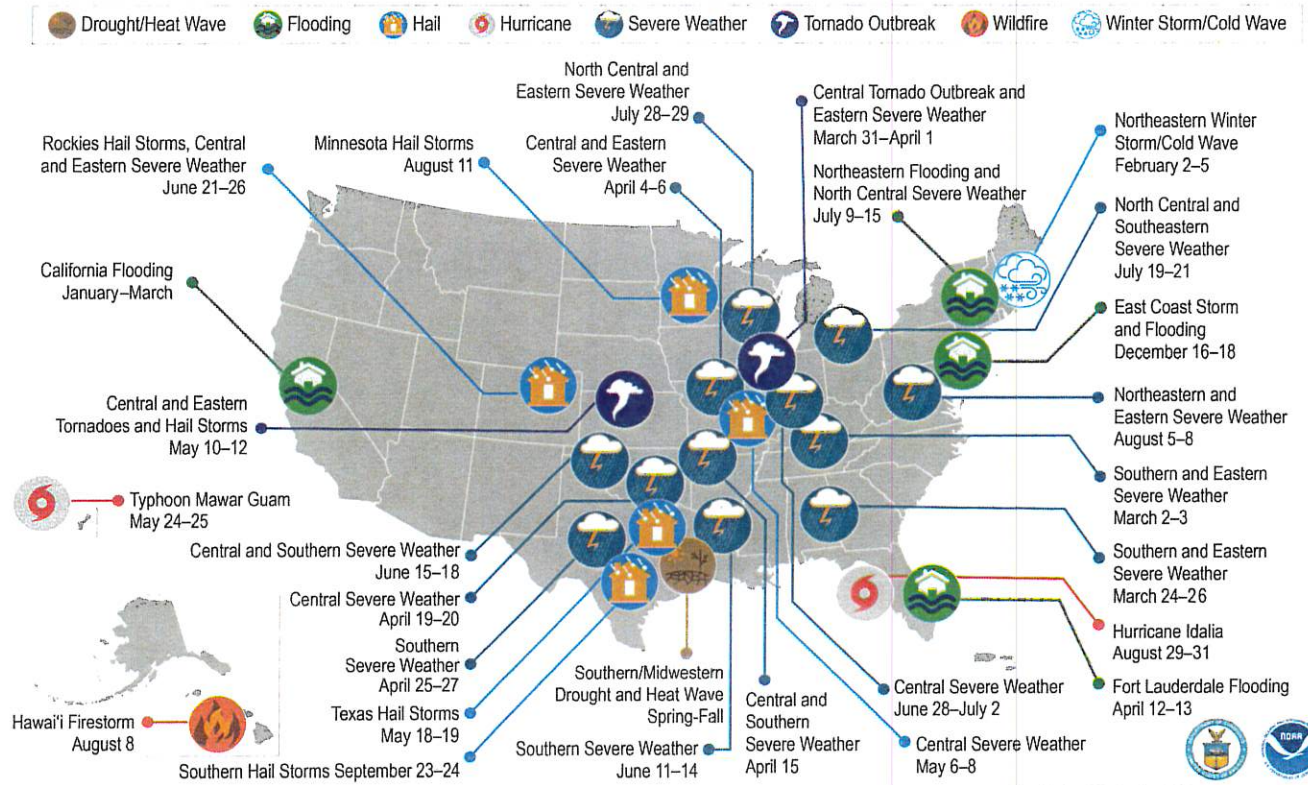 Drought/Heat Wave
Flooding
Hail
Hurricane
Severe Weather
Tornado Outbreak
Wildfire
Winter Storm/Cold Wave
North Central and
Eastern Severe Weather
July 28–29
Central Tornado Outbreak and
Eastern Severe Weather
March 31–April 1
Northeastern Winter
Storm/Cold Wave
February 2–5
Rockies Hail Storms, Central
and Eastern Severe Weather
June 21–26
Minnesota Hail Storms
August 11
Central and Eastern
Severe Weather
April 4–6
Northeastern Flooding and
North Central Severe Weather
July 9–15
North Central and
Southeastern
Severe Weather
July 19–21
California Flooding
January–March
East Coast Storm
and Flooding
December 16–18
Central and Eastern
Tornadoes and Hail Storms
May 10–12
Northeastern and
Eastern Severe Weather
August 5–8
Typhoon Mawar Guam
May 24–25
Southern and Eastern
Severe Weather
March 2–3
Central and Southern Severe Weather
June 15–18
Southern and Eastern
Severe Weather
March 24–26
Central Severe Weather
April 19–20
Hurricane Idalia
August 29–31
Southern
Severe Weather
April 25–27
Southern/Midwestern
Drought and Heat Wave
Spring-Fall
Central and
Southern
Severe Weather
April 15
Central Severe Weather
June 28–July 2
Fort Lauderdale Flooding
April 12–13
Hawai'i Firestorm
August 8
Texas Hail Storms
May 18–19
Southern Severe Weather
June 11–14
Central Severe Weather
May 6–8
Southern Hail Storms September 23–24
NOAA